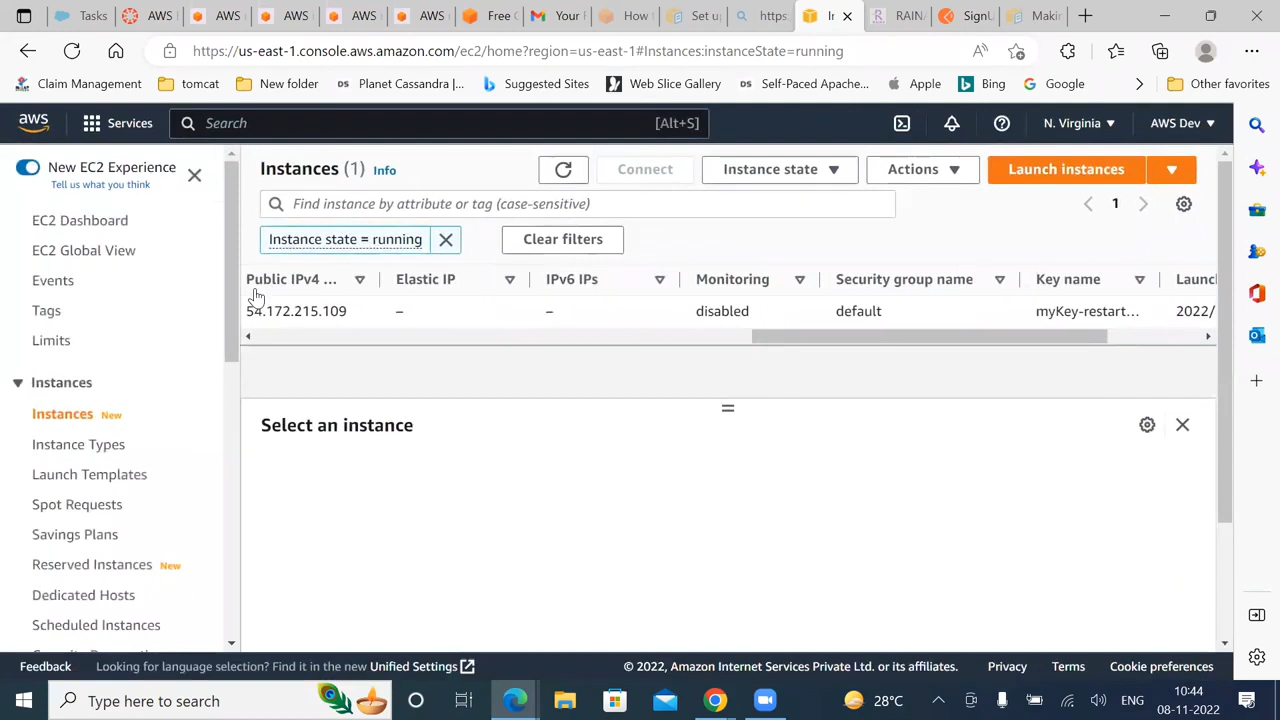 Tasks
AWS I
AWS
AWS
AWS
AWS (
Free C
Your i
How t
Set up
https:
Ir
RAINA
SignU
Makin
https://us-east-1.console.aws.amazon.com/ec2/home?region=us-east-1#Instances:instanceState=running
Claim Management
tomcat
New folder
Planet Cassandra |...
Suggested Sites
Web Slice Gallery
Self-Paced Apache...
Apple
Bing
Google
Other favorites
aws
Services
Search
[Alt+S]
N. Virginia
AWS Dev
New EC2 Experience
Tell us what you think
EC2 Dashboard
EC2 Global View
Events
Tags
Limits
Instances
Instances New
Instance Types
Launch Templates
Spot Requests
Savings Plans
Reserved Instances New
Dedicated Hosts
Scheduled Instances
Instances (1) Info
Connect
Instance state
Actions
Launch instances
Find instance by attribute or tag (case-sensitive)
1
Instance state = running
Clear filters
Public IPv4 ... Elastic IP IPv6 IPs Monitoring Security group name Key name Launc
54.172.215.109 – – disabled default myKey-restart... 2022/
Select an instance
Feedback
Looking for language selection? Find it in the new Unified Settings
© 2022, Amazon Internet Services Private Ltd. or its affiliates.
Privacy
Terms
Cookie preferences
Type here to search
28°C
ENG
10:44
08-11-2022